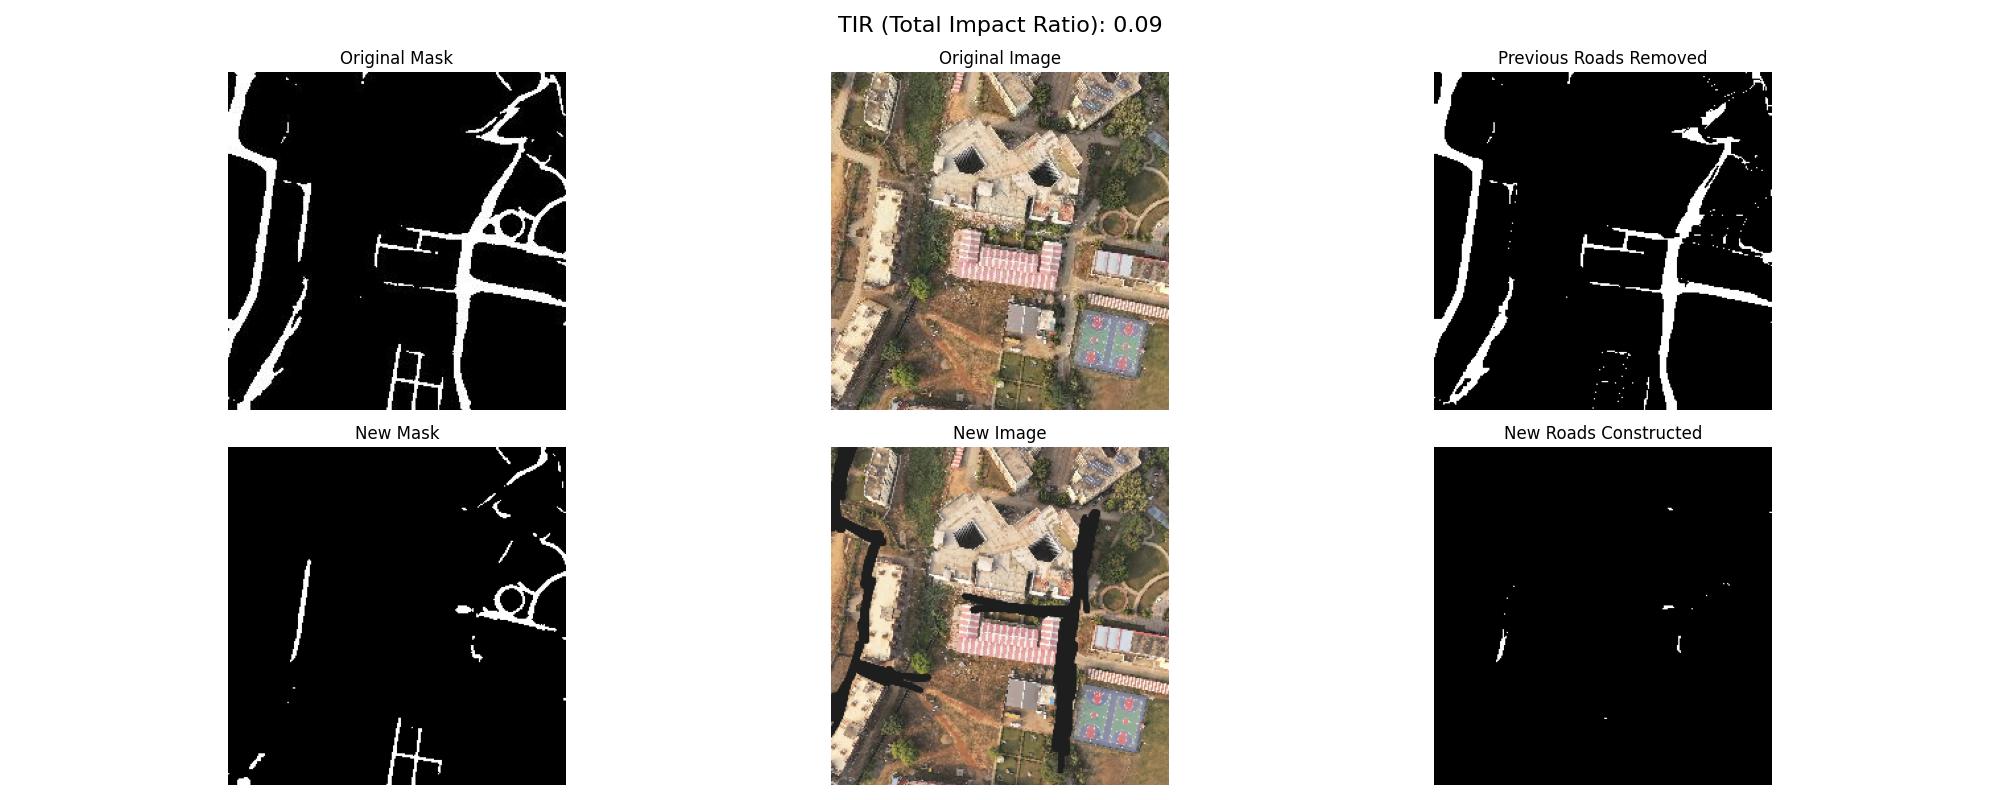 TIR (Total Impact Ratio): 0.09
Original Mask
Original Image
Previous Roads Removed
New Mask
New Image
New Roads Constructed